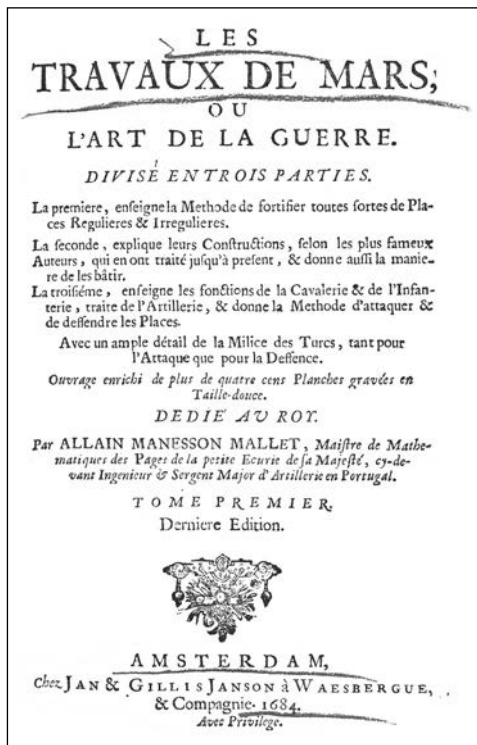 LES
TRAVAUX DE MARS,
OU
L'ART DE LA GUERRE.
DIVISÉ EN TROIS PARTIES.
La premiere, enſeigne la Methode de fortifier toutes ſortes de Pla-
ces Regulieres & Irregulieres.
La ſeconde, explique leurs Conſtructions, ſelon les plus fameux
Auteurs, qui en ont traité juſqu'à preſent, & donne auſſi la manie-
re de les bâtir.
La troiſiéme, enſeigne les fonctions de la Cavalerie & de l'Infan-
terie, traite de l'Artillerie, & donne la Methode d'attaquer &
de deffendre les Places.
Avec un ample détail de la Milice des Turcs, tant pour
l'Attaque que pour la Deffence.
Ouvrage enrichi de plus de quatre cens Planches gravées en
Taille-douce.
DEDIÉ AU ROY.
Par ALLAIN MANESSON MALLET, Maiſtre de Mathe-
matiques des Pages de la petite Ecurie de ſa Majeſté, cy-de-
vant Ingenieur & Sergent Major d'Artillerie en Portugal.
TOME PREMIER.
Derniere Edition.
AMSTERDAM,
Chez JAN & GILLIS JANSON à WAESBERGUE,
& Compagnie. 1684.
Avec Privilege.